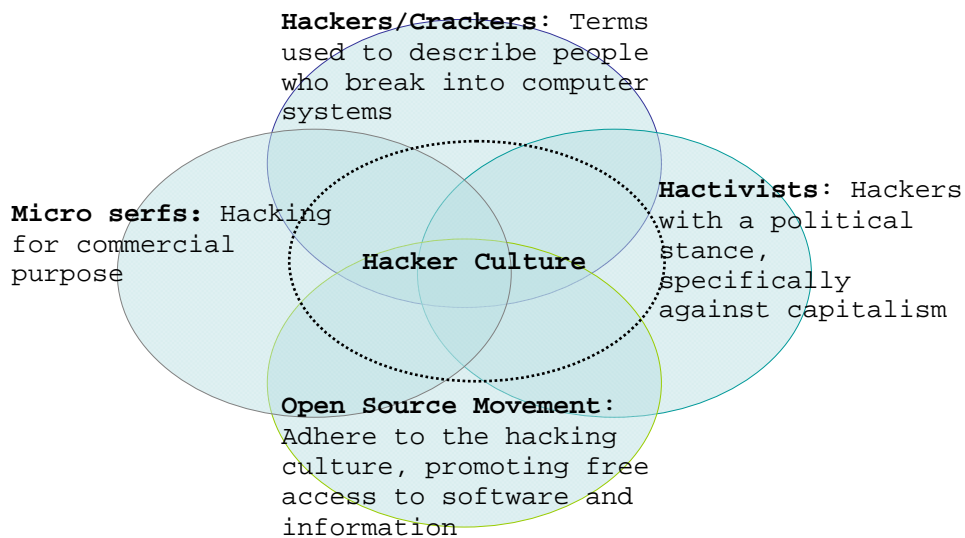 Hackers/Crackers: Terms
used to describe people
who break into computer
systems
Micro serfs: Hacking
for commercial
purpose
Hactivists: Hackers
with a political
stance,
specifically
against capitalism
Hacker Culture
Open Source Movement:
Adhere to the hacking
culture, promoting free
access to software and
information